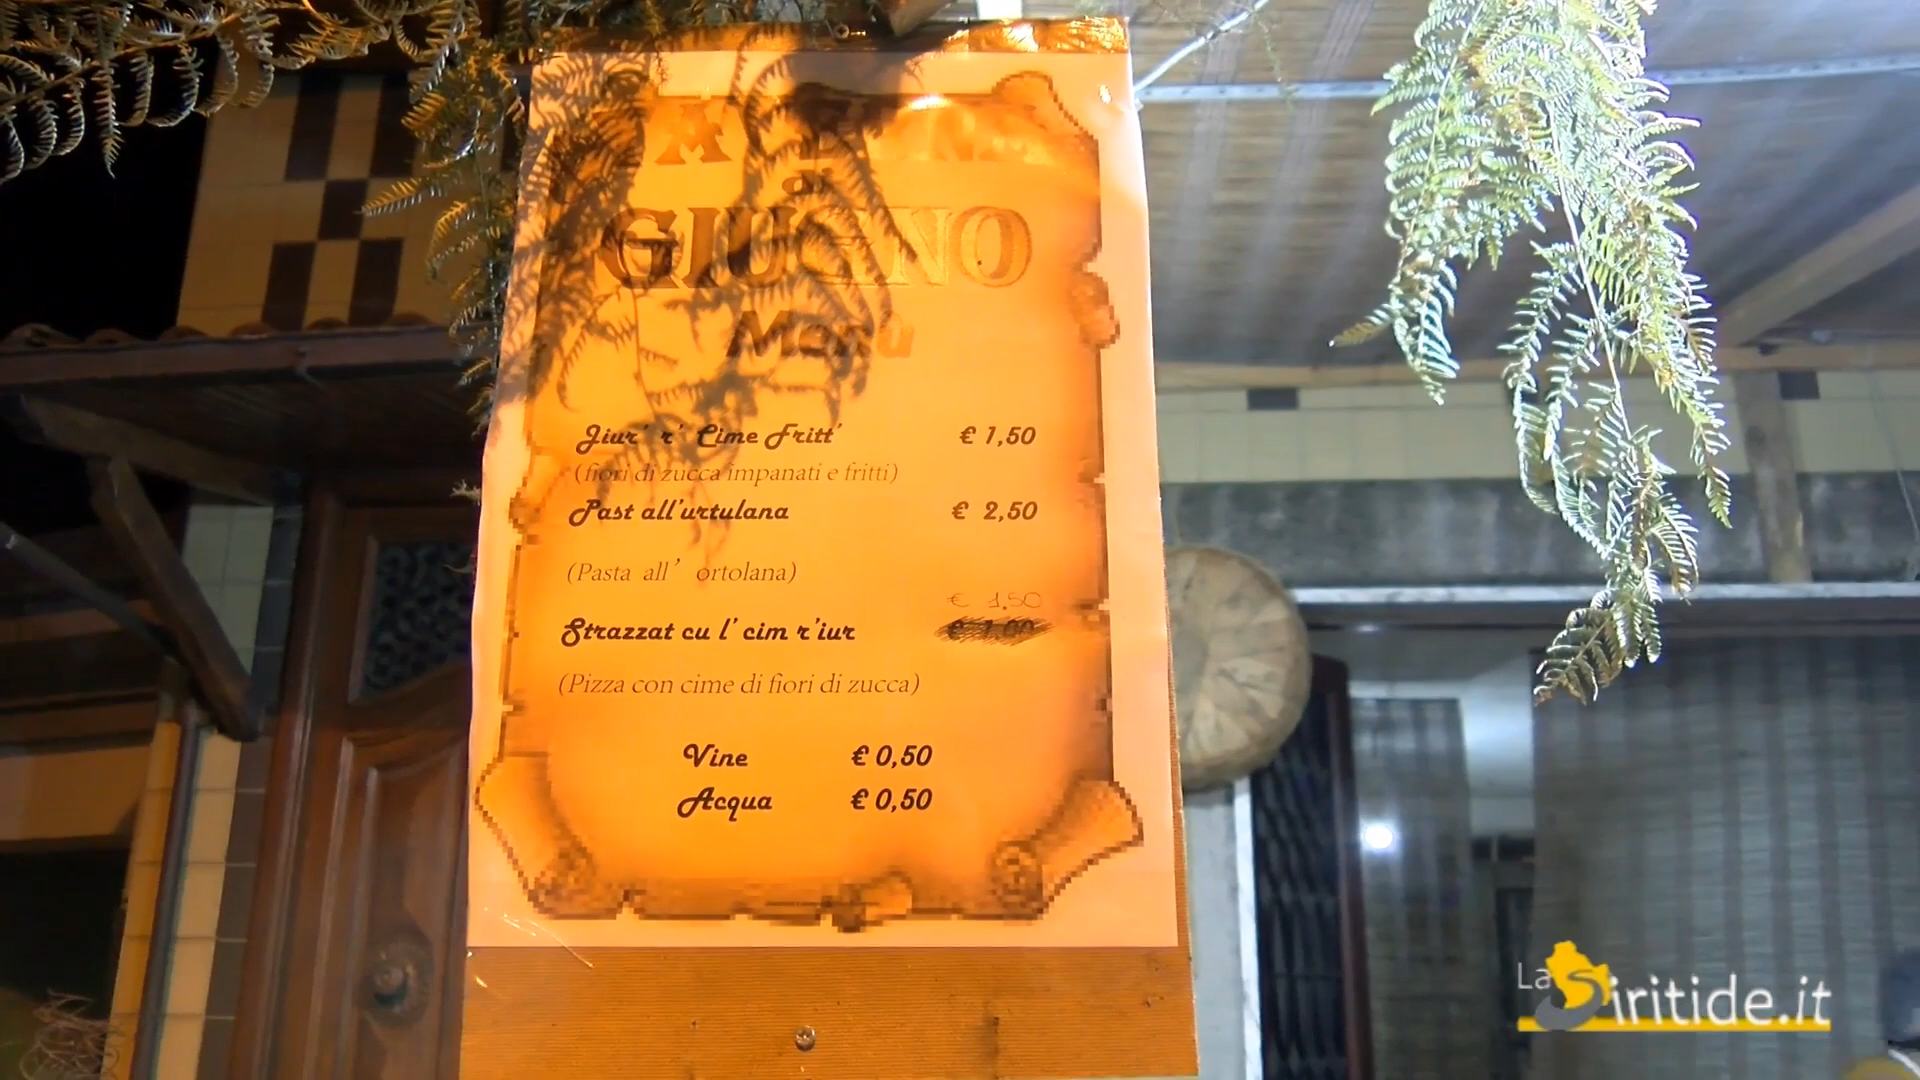 di
GIUGNO
Menù
Jiur' r' Cime Fritt' € 1,50
(fiori di zucca impanati e fritti)
Past all'urtulana € 2,50
(Pasta all' ortolana)
€ 1.50
Strazzat cu l' cim r'iur € 1,00
(Pizza con cime di fiori di zucca)
Vine € 0,50
Acqua € 0,50
LaSiritide.it